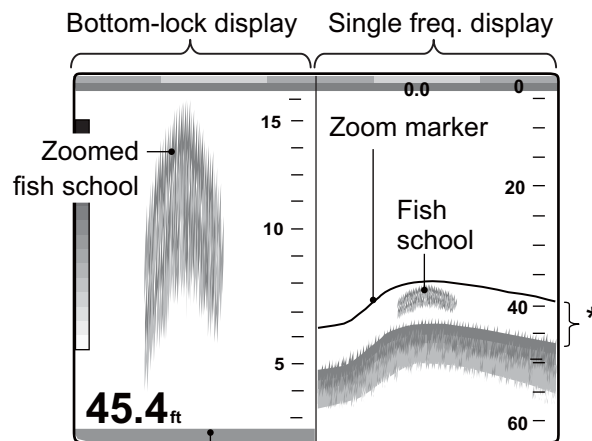 Bottom-lock display
Single freq. display
0.0
0
15
Zoom marker
Zoomed
fish school
20
Fish
school
10
40
*
5
45.4ft
60